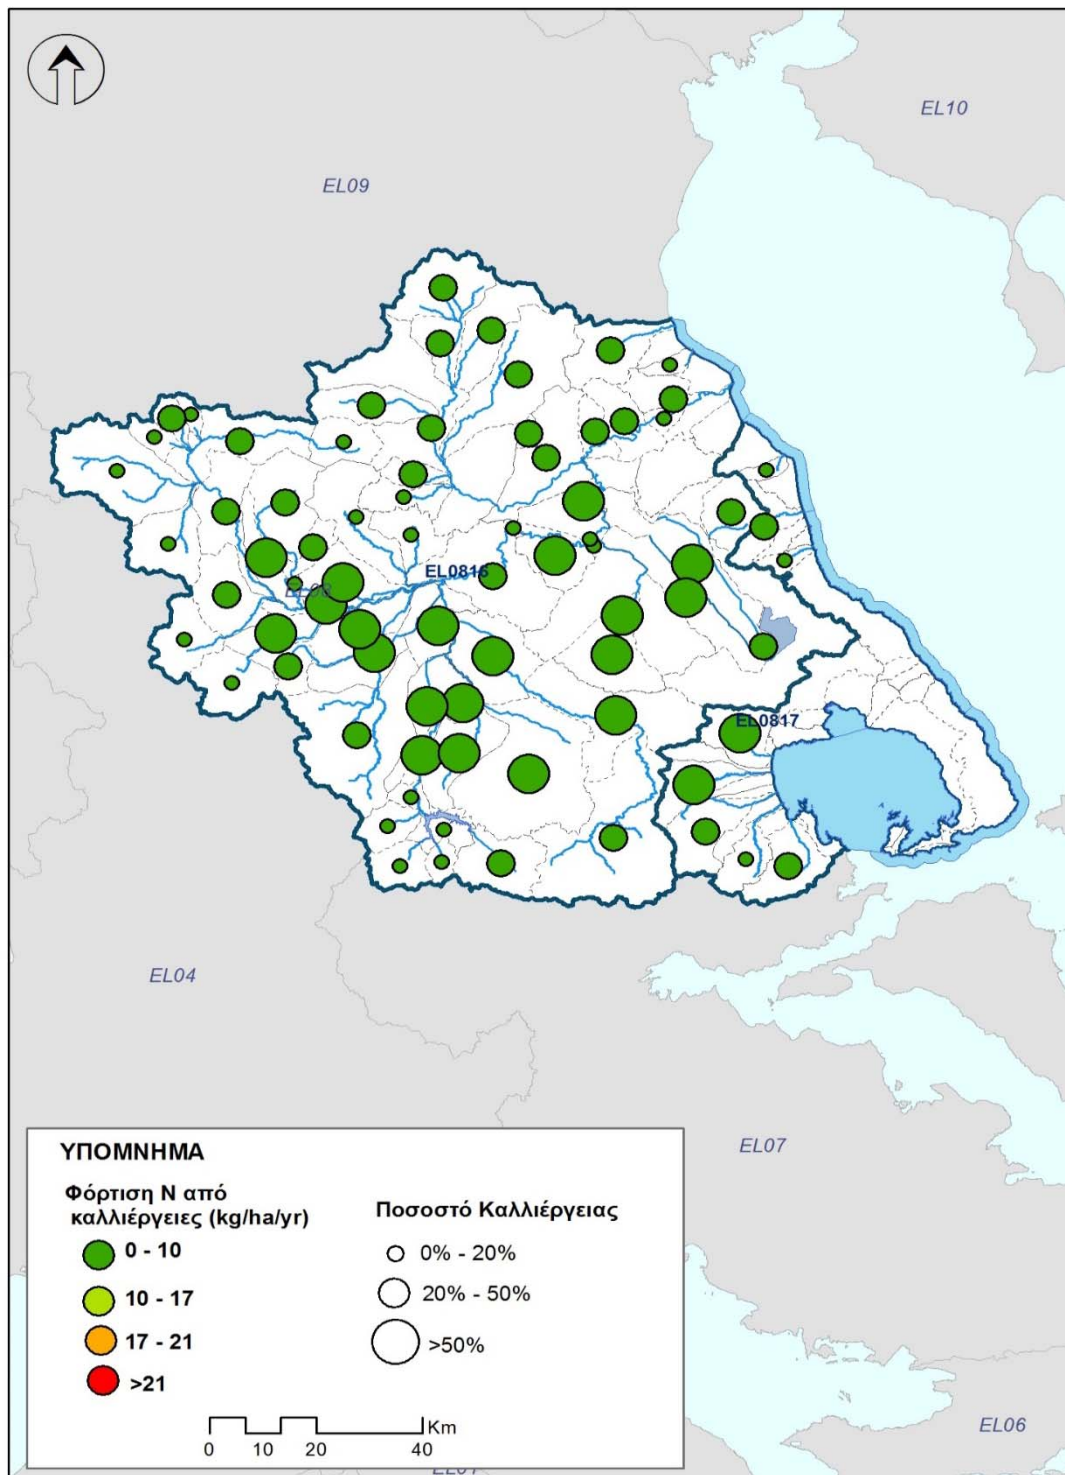 EL10
EL09
EL0816
EL08
EL0817
EL04
EL07
ΥΠΟΜΝΗΜΑ
Φόρτιση Ν από
καλλιέργειες (kg/ha/yr)
0 - 10
10 - 17
17 - 21
>21
Ποσοστό Καλλιέργειας
0% - 20%
20% - 50%
>50%
Km
0 10 20 40
EL06